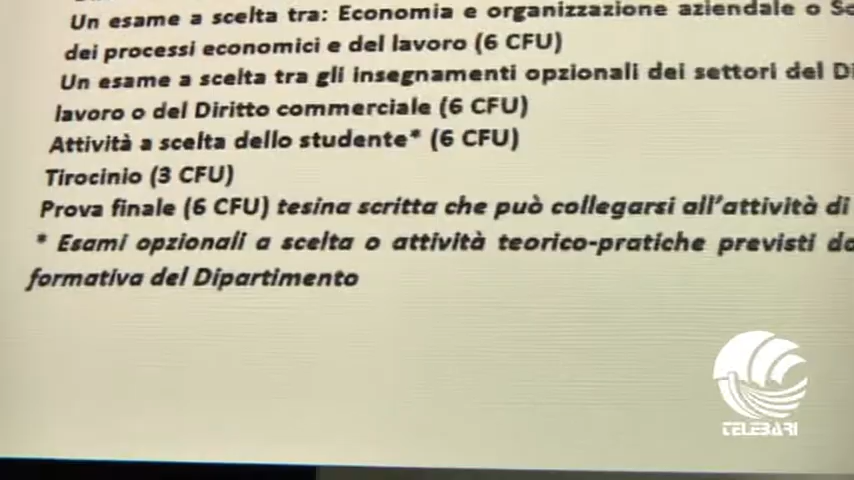 Un esame a scelta tra: Economia e organizzazione aziendale o
dei processi economici e del lavoro (6 CFU)
Un esame a scelta tra gli insegnamenti opzionali dei settori del
lavoro o del Diritto commerciale (6 CFU)
Attività a scelta dello studente* (6 CFU)
Tirocinio (3 CFU)
Prova finale (6 CFU) tesina scritta che può collegarsi all'attività di
* Esami opzionali a scelta o attività teorico-pratiche previsti
formativa del Dipartimento
TELEBARI